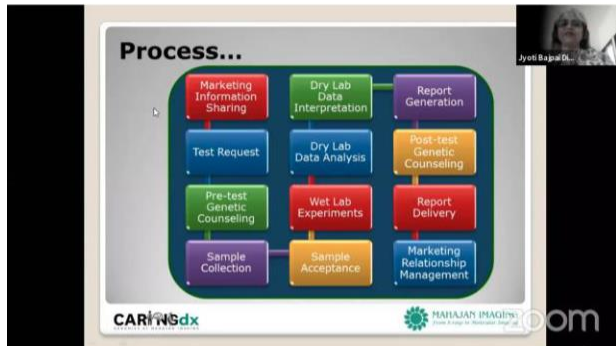 Process...
Marketing
Information
Sharing
Test Request
Pre-test
Genetic
Counseling
Sample
Collection
Dry Lab
Data
Interpretation
Dry Lab
Data Analysis
Wet Lab
Experiments
Sample
Acceptance
Report
Generation
Post-test
Genetic
Counseling
Report
Delivery
Marketing
Relationship
Management
Jyoti Bajpai Di...
CARINGdx
MAHAJAN IMAGING
zoom